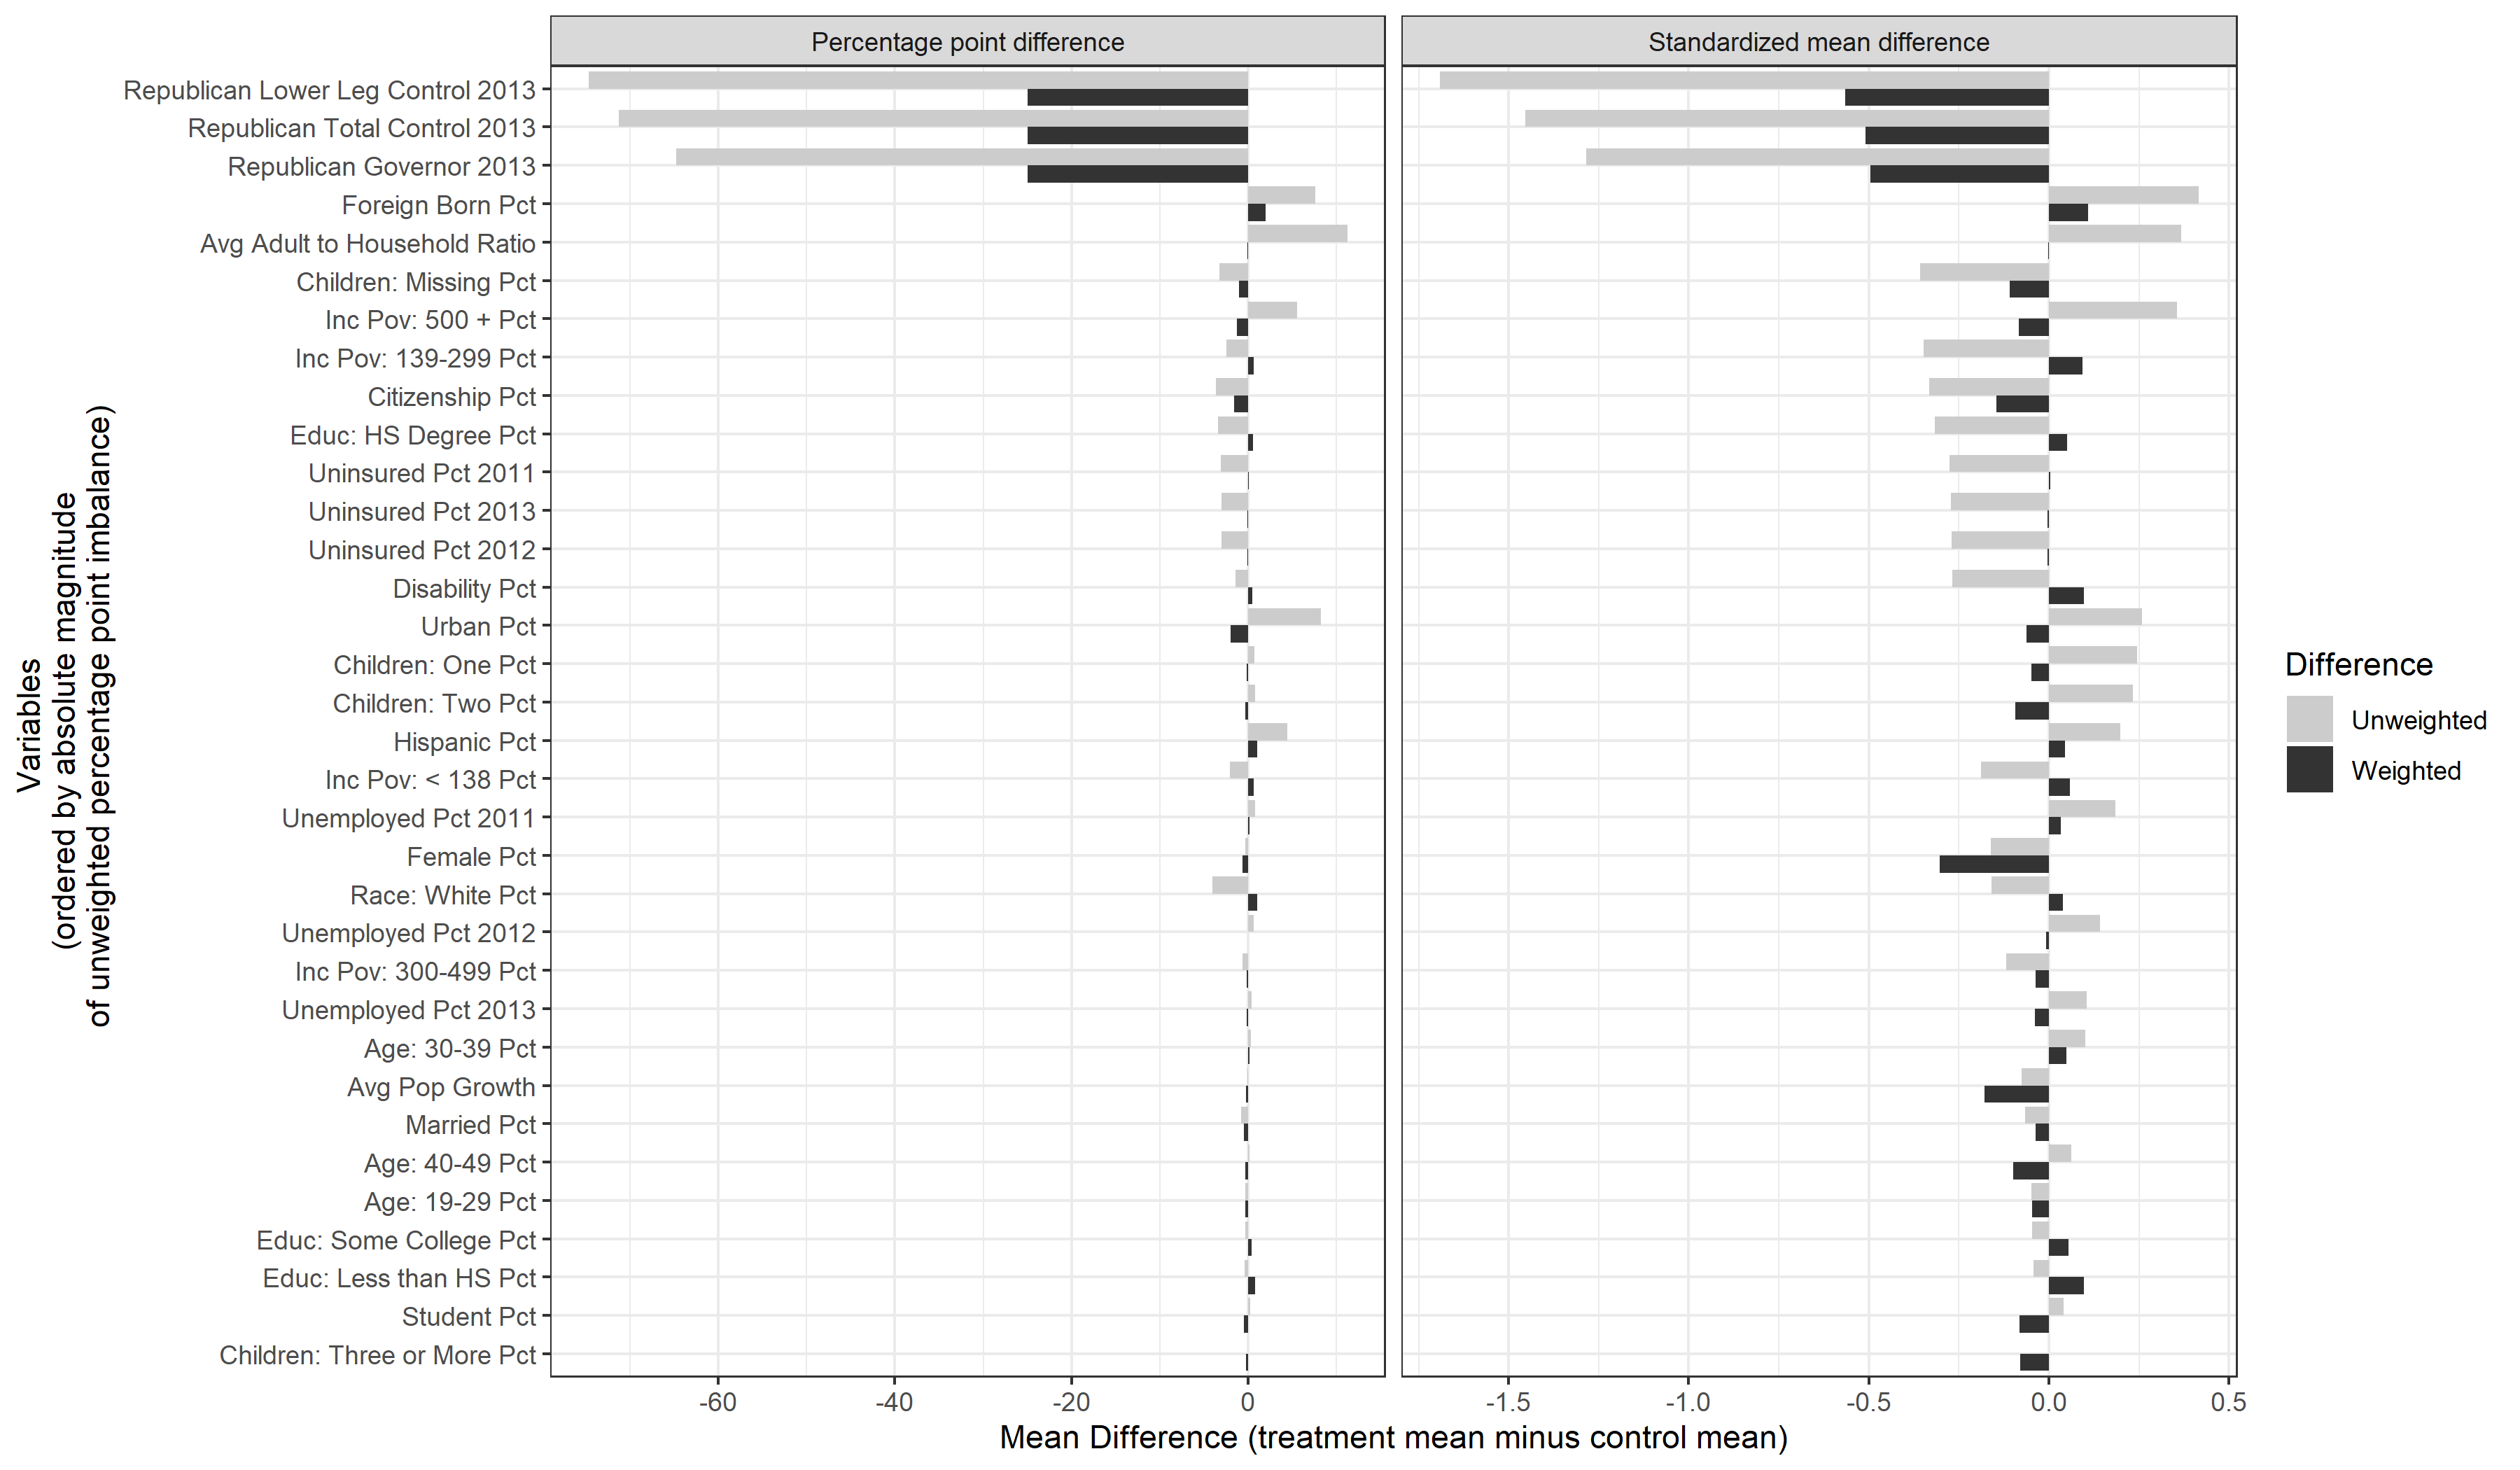 Percentage point difference
Standardized mean difference
Republican Lower Leg Control 2013
Republican Total Control 2013
Republican Governor 2013
Foreign Born Pct
Avg Adult to Household Ratio
Children: Missing Pct
Inc Pov: 500 + Pct
Inc Pov: 139-299 Pct
Citizenship Pct
Educ: HS Degree Pct
Uninsured Pct 2011
Uninsured Pct 2013
Uninsured Pct 2012
Disability Pct
Urban Pct
Children: One Pct
Children: Two Pct
Hispanic Pct
Inc Pov: < 138 Pct
Unemployed Pct 2011
Female Pct
Race: White Pct
Unemployed Pct 2012
Inc Pov: 300-499 Pct
Unemployed Pct 2013
Age: 30-39 Pct
Avg Pop Growth
Married Pct
Age: 40-49 Pct
Age: 19-29 Pct
Educ: Some College Pct
Educ: Less than HS Pct
Student Pct
Children: Three or More Pct
Variables
(ordered by absolute magnitude
of unweighted percentage point imbalance)
-60 -40 -20 0
-1.5 -1.0 -0.5 0.0 0.5
Mean Difference (treatment mean minus control mean)
Difference
Unweighted
Weighted